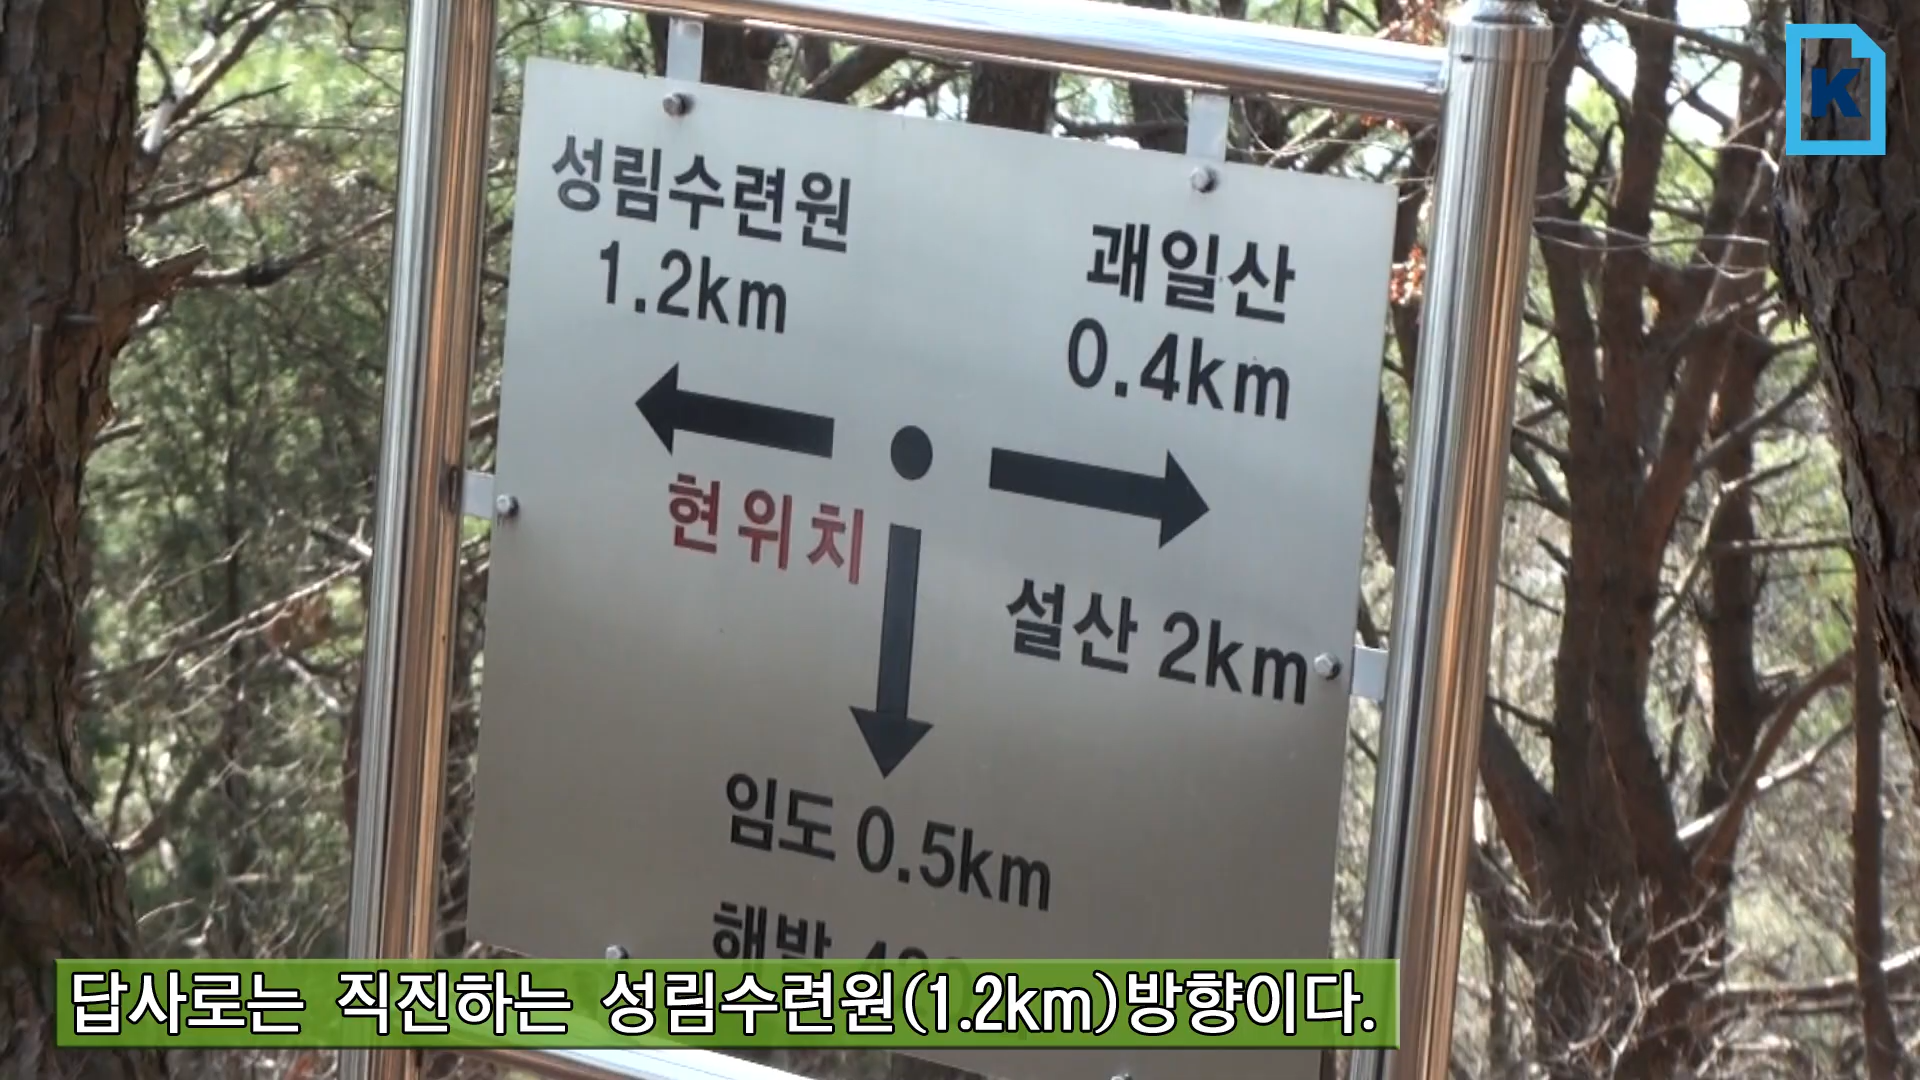 성림수련원
1.2km
괘일산
0.4km
현위치
설산 2km
임도 0.5km
해발
답사로는 직진하는 성림수련원(1.2km)방향이다.
K